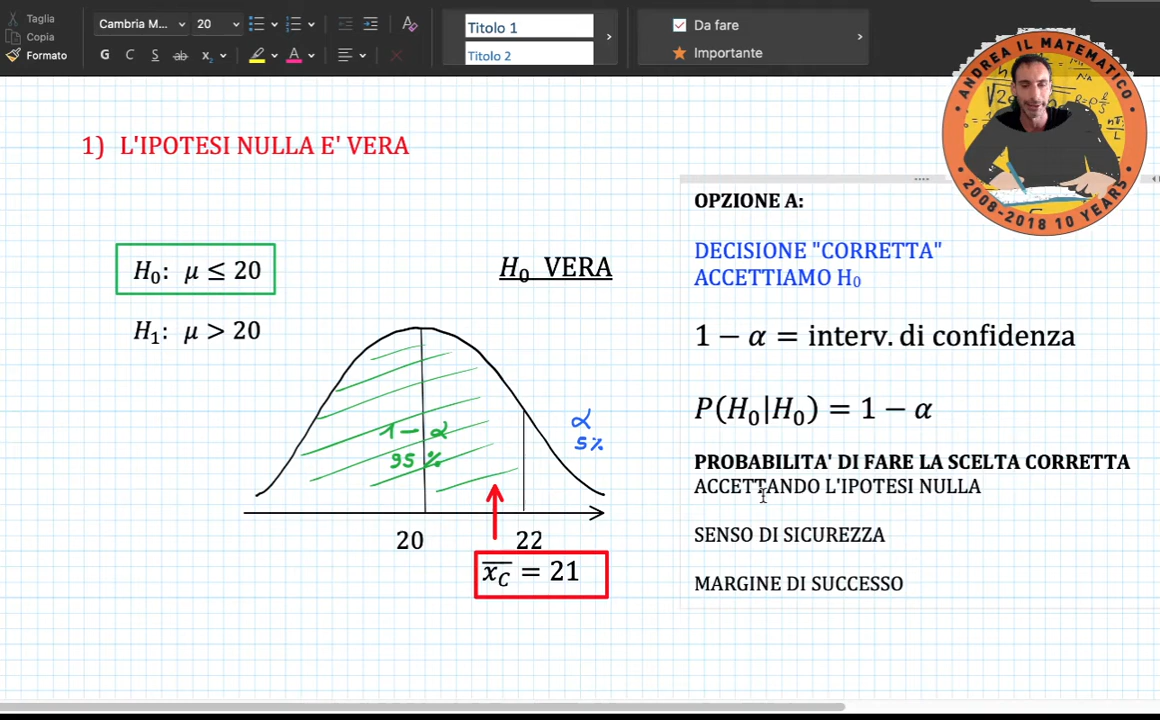 Taglia
Copia
Formato
Cambria M...
20
G C S ab x₂ A
Titolo 1
Titolo 2
Da fare
Importante
ANDREA IL MATEMATICO
2008-2018 10 YEARS
1) L'IPOTESI NULLA E' VERA
H₀: μ ≤ 20
H₁: μ > 20
H₀ VERA
1 - α
95 %
α
5%
20
22
x̄_C = 21
OPZIONE A:
DECISIONE "CORRETTA"
ACCETTIAMO H₀
1 − α = interv. di confidenza
P(H₀|H₀) = 1 − α
PROBABILITA' DI FARE LA SCELTA CORRETTA
ACCETTANDO L'IPOTESI NULLA
SENSO DI SICUREZZA
MARGINE DI SUCCESSO